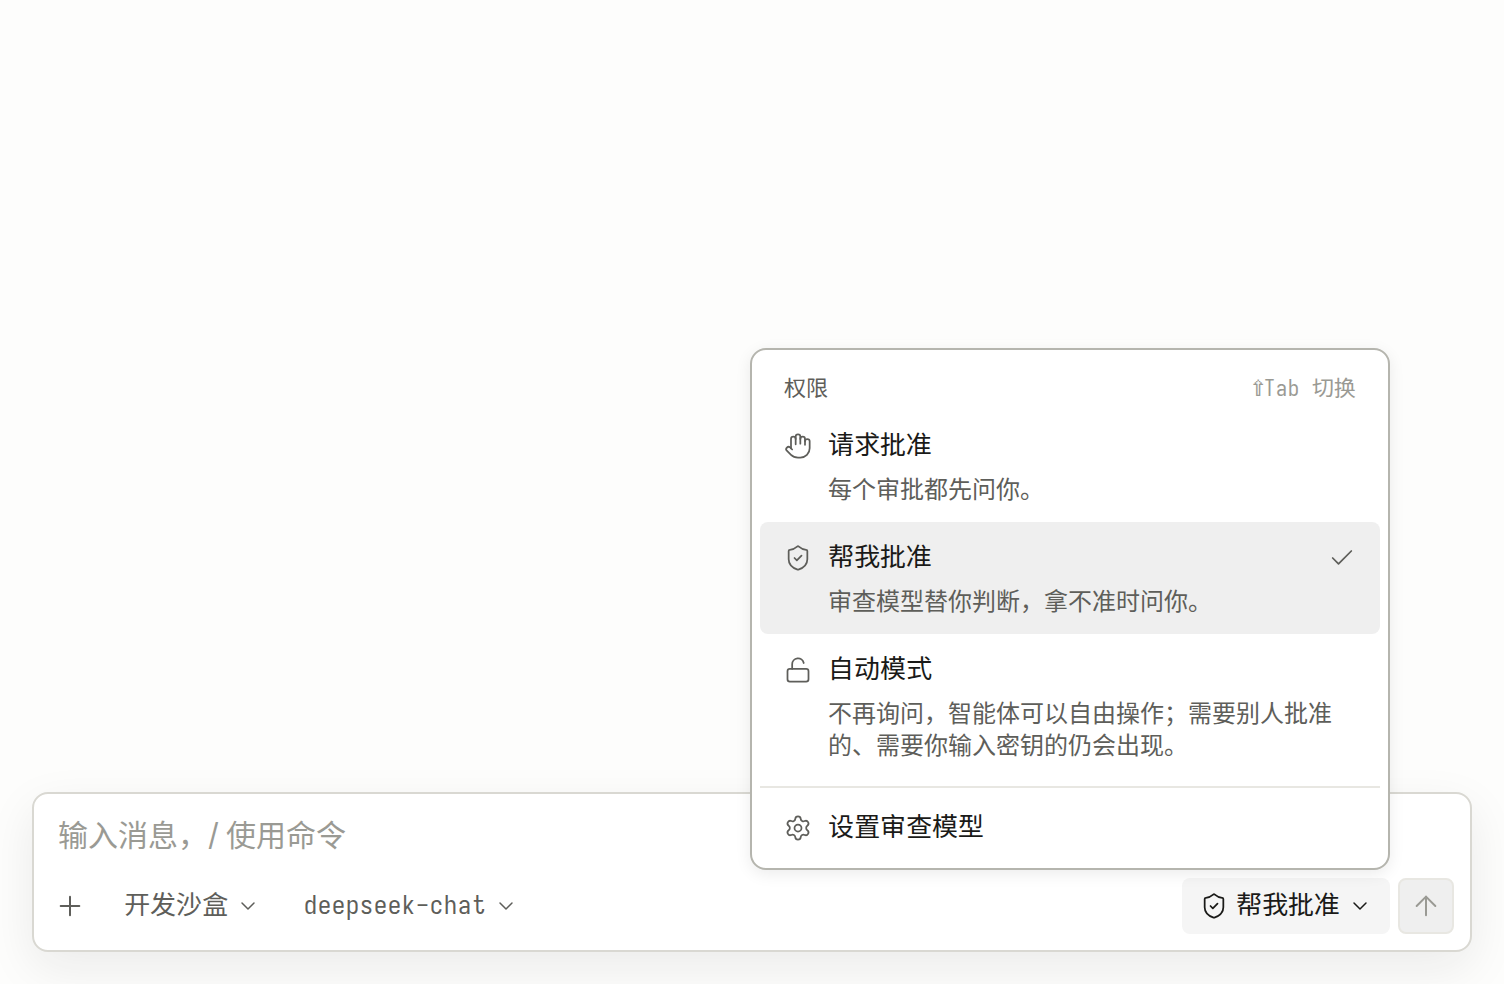 权限
⇧Tab 切换
请求批准
每个审批都先问你。
帮我批准
审查模型替你判断，拿不准时问你。
自动模式
不再询问，智能体可以自由操作；需要别人批准
的、需要你输入密钥的仍会出现。
设置审查模型
输入消息，/ 使用命令
开发沙盒
deepseek-chat
帮我批准